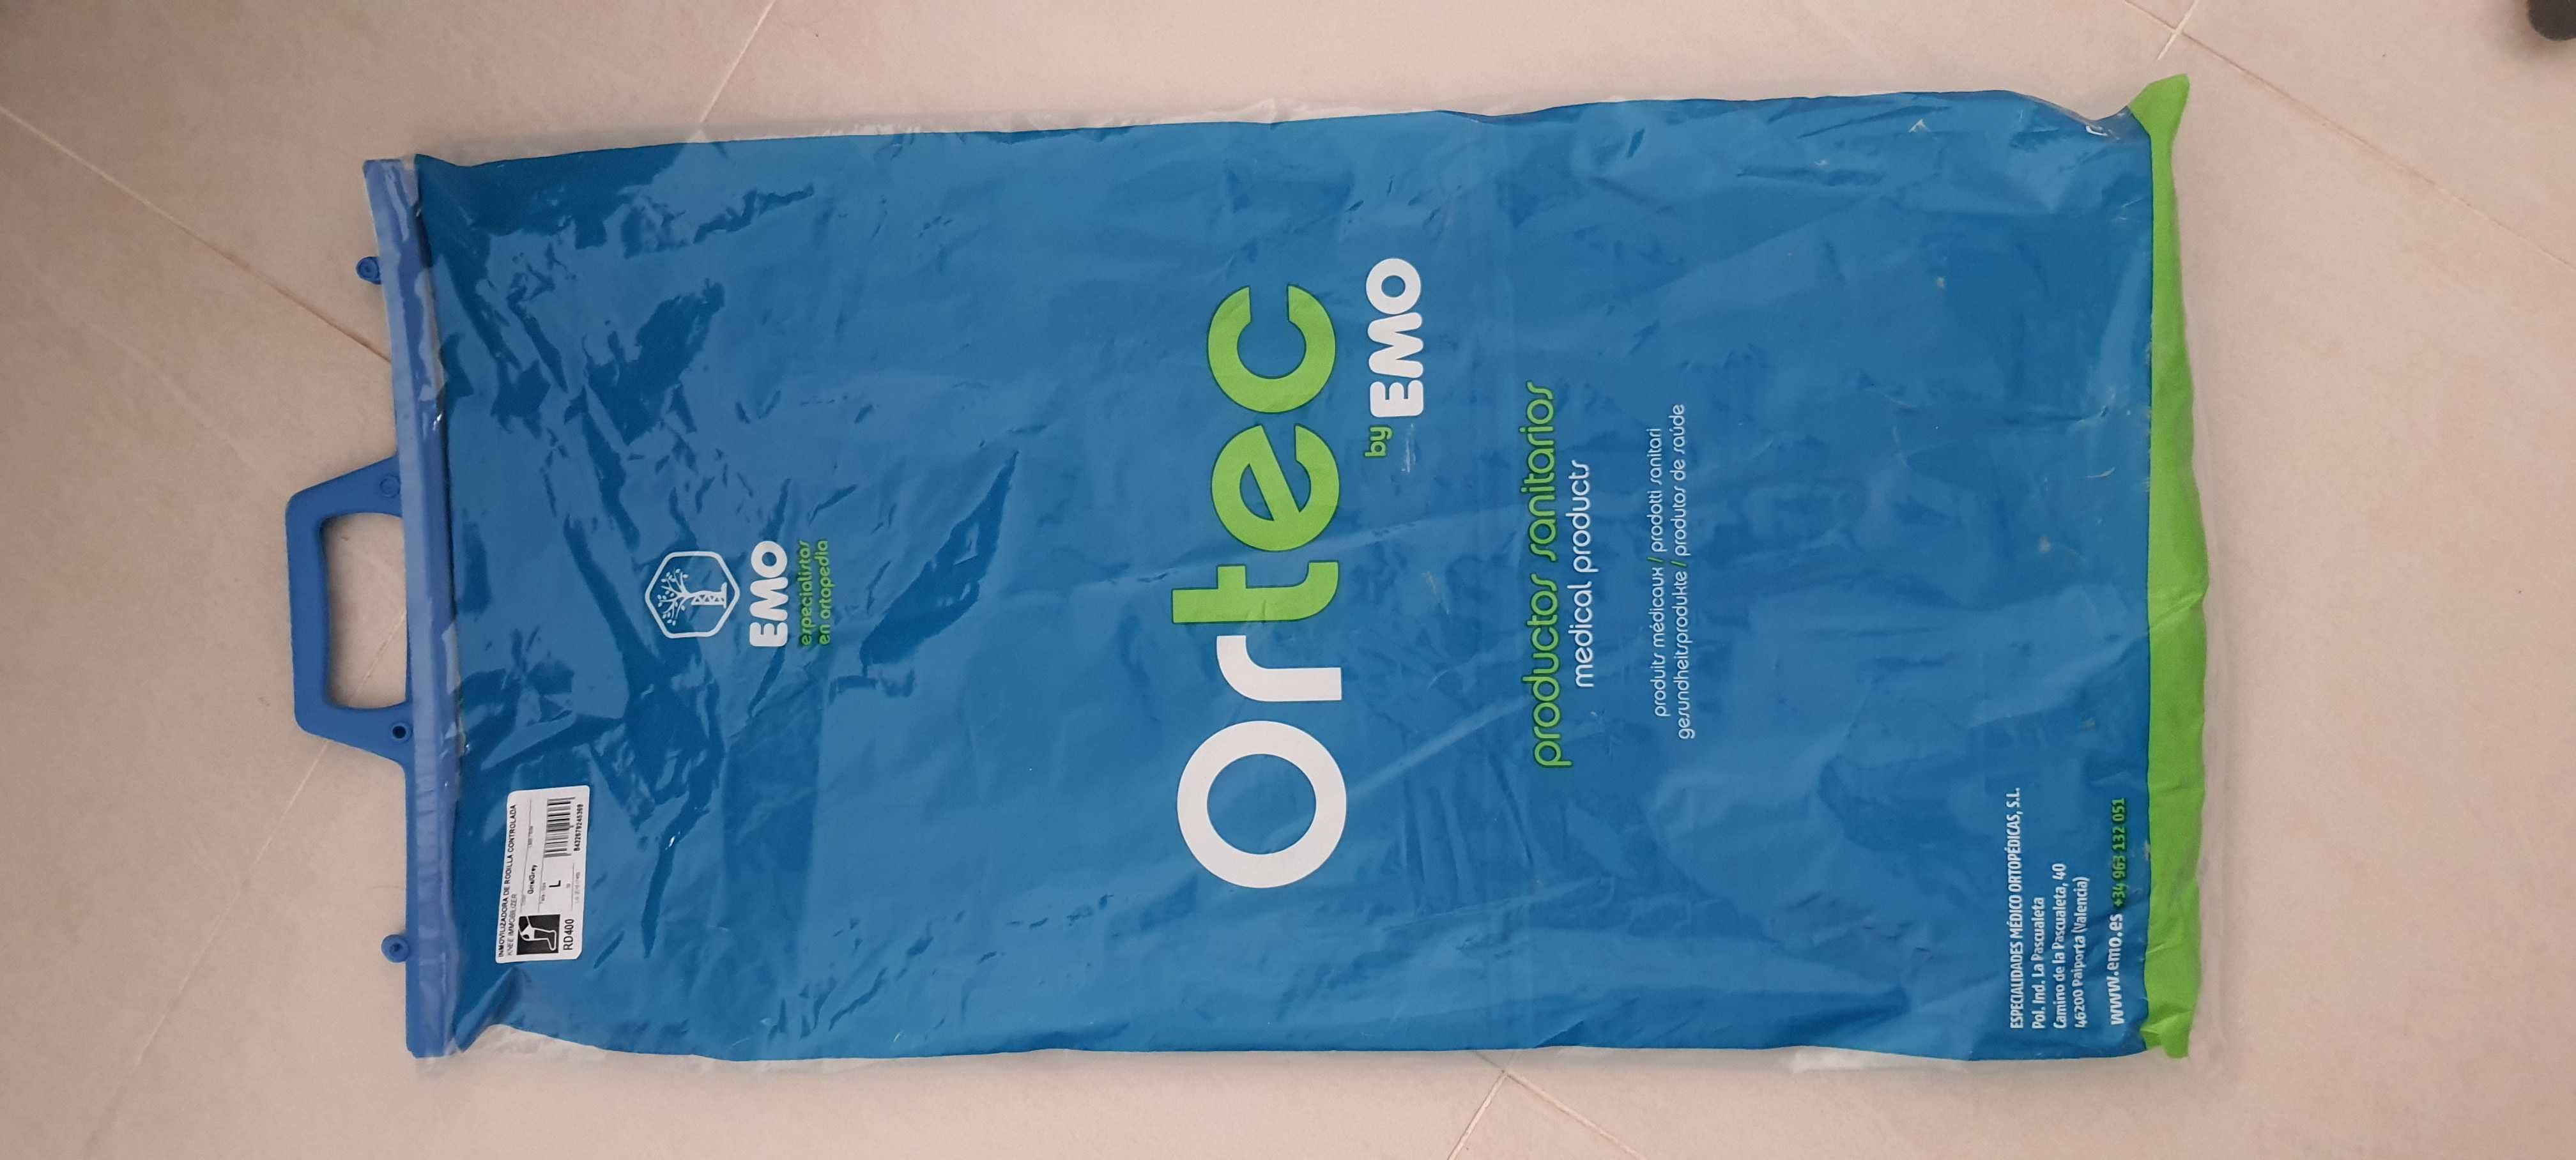 INMOVILIZADORA DE RODILLA CONTROLADA
KNEE IMMOBILIZER
Gris/Grey
L
RD400
EMO
especialistas
en ortopedia
ortec
by EMO
productos sanitarios
medical products
produits médicaux / prodotti sanitari
gesundheitsprodukte / produtos de saúde
ESPECIALIDADES MÉDICO ORTOPÉDICAS, S.L.
Pol. Ind. La Pascualeta
Camino de la Pascualeta, 40
46200 Paiporta (Valencia)
www.emo.es +34 963 132 051